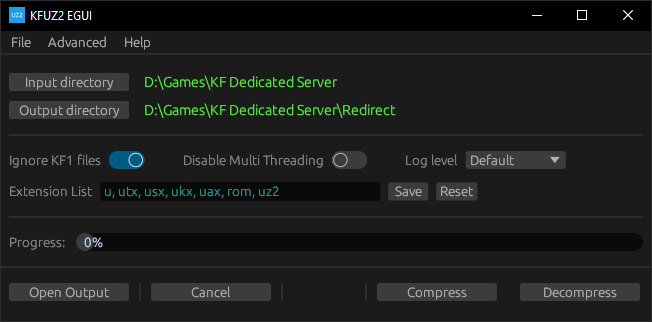 UZ2 KFUZ2 EGUI
File Advanced Help
Input directory D:\Games\KF Dedicated Server
Output directory D:\Games\KF Dedicated Server\Redirect
Ignore KF1 files Disable Multi Threading Log level Default
Extension List u, utx, usx, ukx, uax, rom, uz2 Save Reset
Progress: 0%
Open Output Cancel Compress Decompress